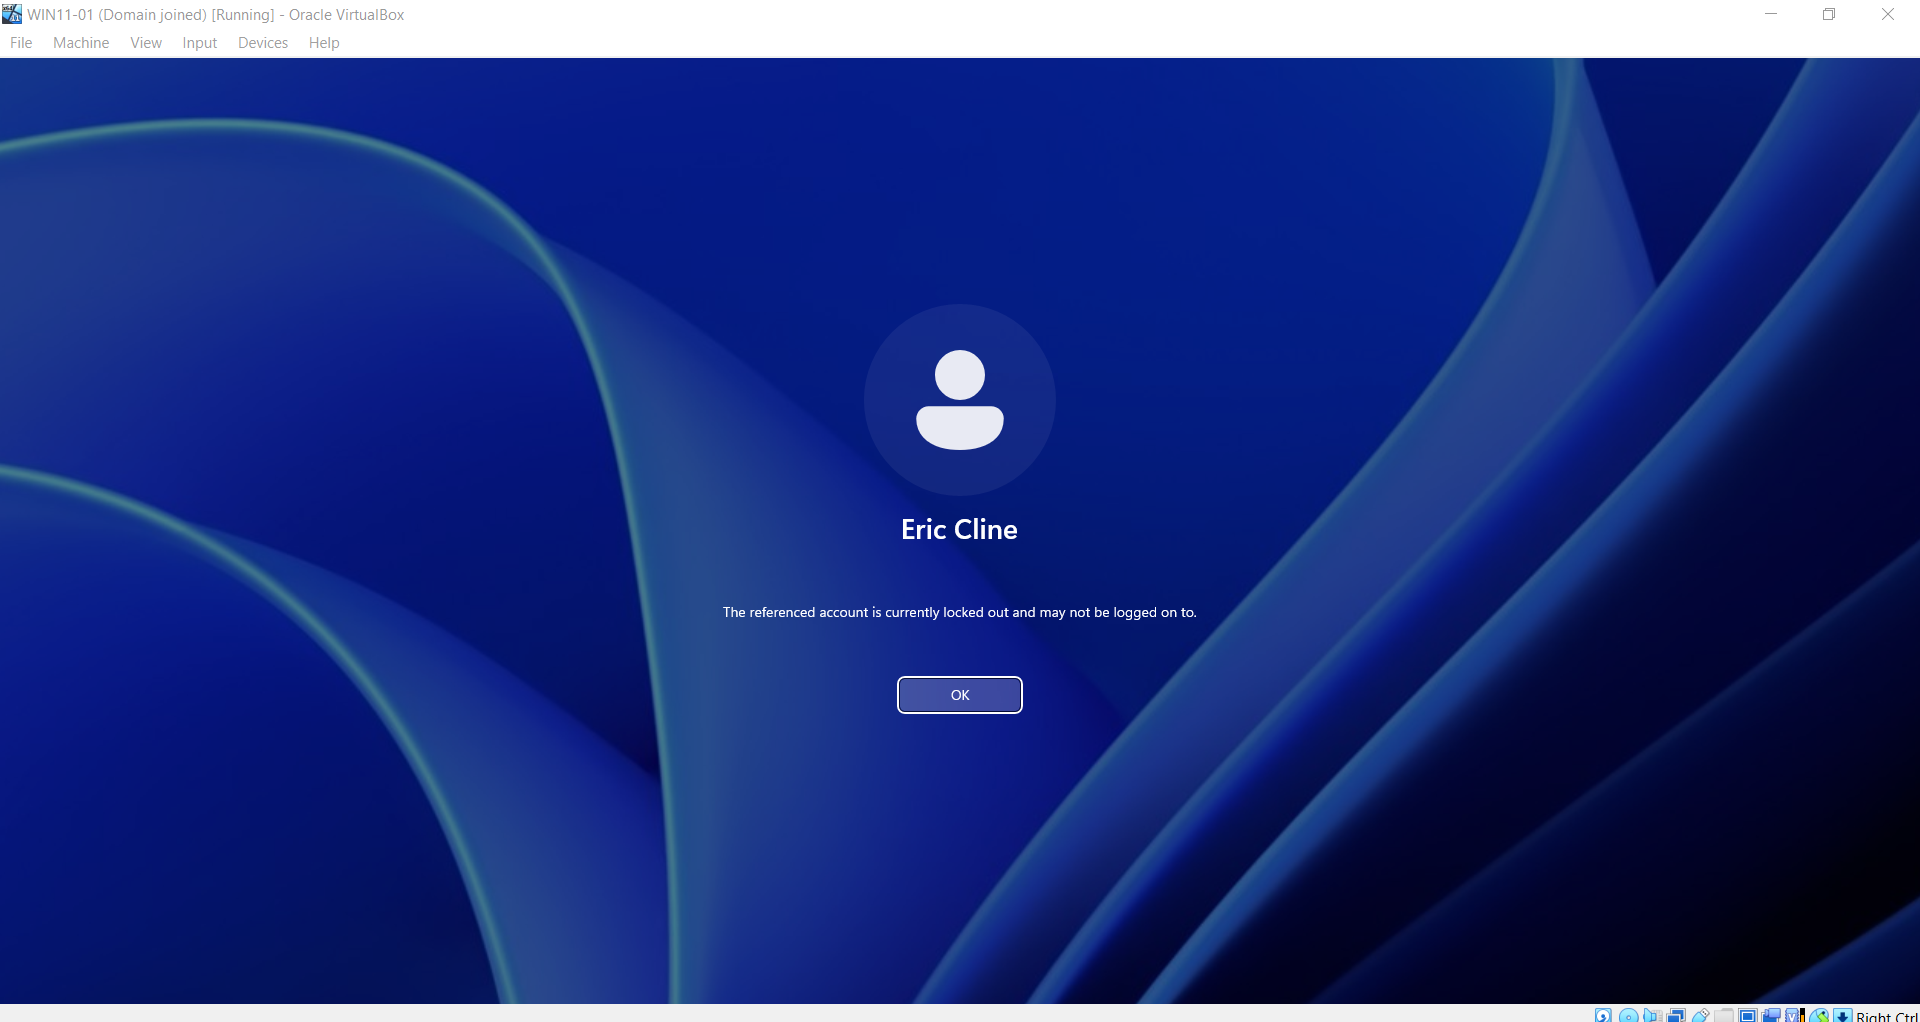 WIN11-01 (Domain joined) [Running] - Oracle VirtualBox
File Machine View Input Devices Help
Eric Cline
The referenced account is currently locked out and may not be logged on to.
OK
Right Ctrl